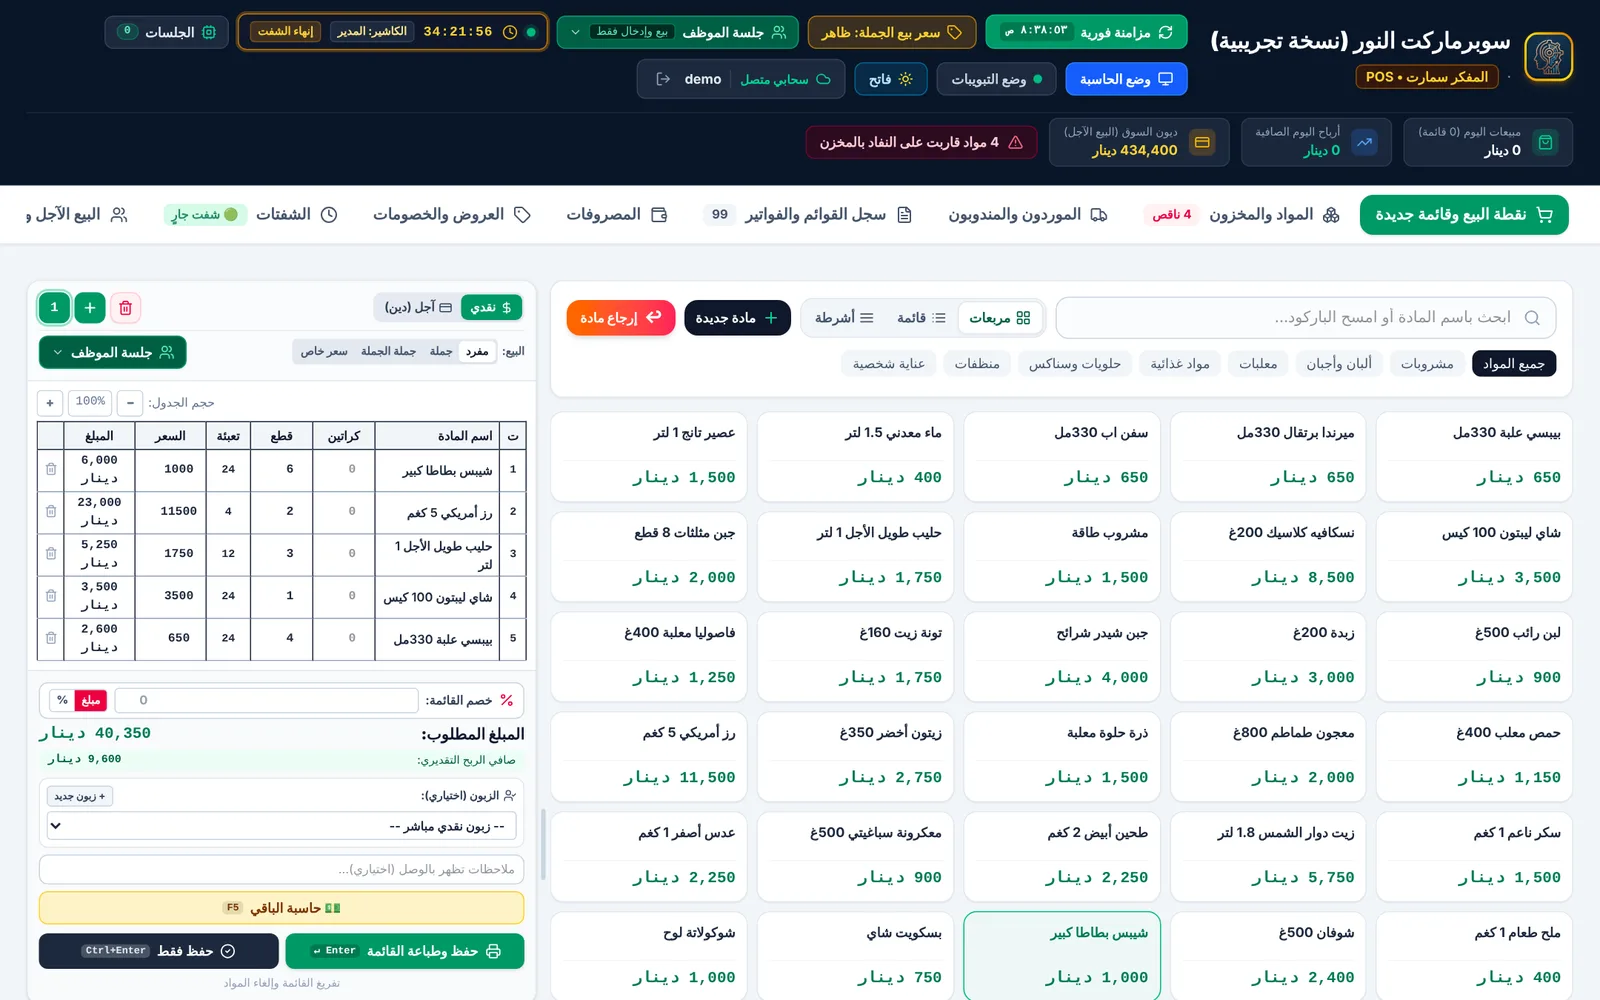 سوبرماركت النور (نسخة تجريبية)
· المفكر سمارت • POS
مزامنة فورية ٨:٣٨:٥٣ ص
سعر بيع الجملة: ظاهر
جلسة الموظف بيع وإدخال فقط
34:21:56 الكاشير: المدير إنهاء الشفت
الجلسات 0
وضع الحاسبة
وضع التبويبات
فاتح
سحابي متصل demo
مبيعات اليوم (0 قائمة)
0 دينار
أرباح اليوم الصافية
0 دينار
ديون السوق (البيع الآجل)
434,400 دينار
4 مواد قاربت على النفاد بالمخزن
نقطة البيع وقائمة جديدة
المواد والمخزون 4 ناقص
الموردون والمندوبون
سجل القوائم والفواتير 99
المصروفات
العروض والخصومات
الشفتات شفت جارٍ
البيع الآجل و
ابحث باسم المادة أو امسح الباركود...
مربعات
قائمة
أشرطة
مادة جديدة
إرجاع مادة
جميع المواد
مشروبات
ألبان وأجبان
معلبات
مواد غذائية
حلويات وسناكس
منظفات
عناية شخصية
بيبسي علبة 330مل
650 دينار
ميرندا برتقال 330مل
650 دينار
سفن اب 330مل
650 دينار
ماء معدني 1.5 لتر
400 دينار
عصير تانج 1 لتر
1,500 دينار
شاي ليبتون 100 كيس
3,500 دينار
نسكافيه كلاسيك 200غ
8,500 دينار
مشروب طاقة
1,500 دينار
حليب طويل الأجل 1 لتر
1,750 دينار
جبن مثلثات 8 قطع
2,000 دينار
لبن رائب 500غ
900 دينار
زبدة 200غ
3,000 دينار
جبن شيدر شرائح
4,000 دينار
تونة زيت 160غ
1,750 دينار
فاصوليا معلبة 400غ
1,250 دينار
حمص معلب 400غ
1,150 دينار
معجون طماطم 800غ
2,000 دينار
ذرة حلوة معلبة
1,500 دينار
زيتون أخضر 350غ
2,750 دينار
رز أمريكي 5 كغم
11,500 دينار
سكر ناعم 1 كغم
1,500 دينار
زيت دوار الشمس 1.8 لتر
5,750 دينار
طحين أبيض 2 كغم
2,250 دينار
معكرونة سباغيتي 500غ
900 دينار
عدس أصفر 1 كغم
2,250 دينار
ملح طعام 1 كغم
400 دينار
شوفان 500غ
2,400 دينار
شيبس بطاطا كبير
1,000 دينار
بسكويت شاي
750 دينار
شوكولاتة لوح
1,000 دينار
$ نقدي
آجل (دين)
+ 1
البيع: مفرد جملة جملة الجملة سعر خاص
جلسة الموظف
حجم الجدول: − 100% +
ت اسم المادة كراتين قطع تعبئة السعر المبلغ
1 شيبس بطاطا كبير 0 6 24 1000 6,000 دينار
2 رز أمريكي 5 كغم 0 2 4 11500 23,000 دينار
3 حليب طويل الأجل 1 لتر 0 3 12 1750 5,250 دينار
4 شاي ليبتون 100 كيس 0 1 24 3500 3,500 دينار
5 بيبسي علبة 330مل 0 4 24 650 2,600 دينار
خصم القائمة: 0 مبلغ %
المبلغ المطلوب: 40,350 دينار
صافي الربح التقديري: 9,600 دينار
الزبون (اختياري): + زبون جديد
-- زبون نقدي مباشر --
ملاحظات تظهر بالوصل (اختياري)...
حاسبة الباقي F5
حفظ وطباعة القائمة Enter ↵
حفظ فقط Ctrl+Enter
تفريغ القائمة وإلغاء المواد